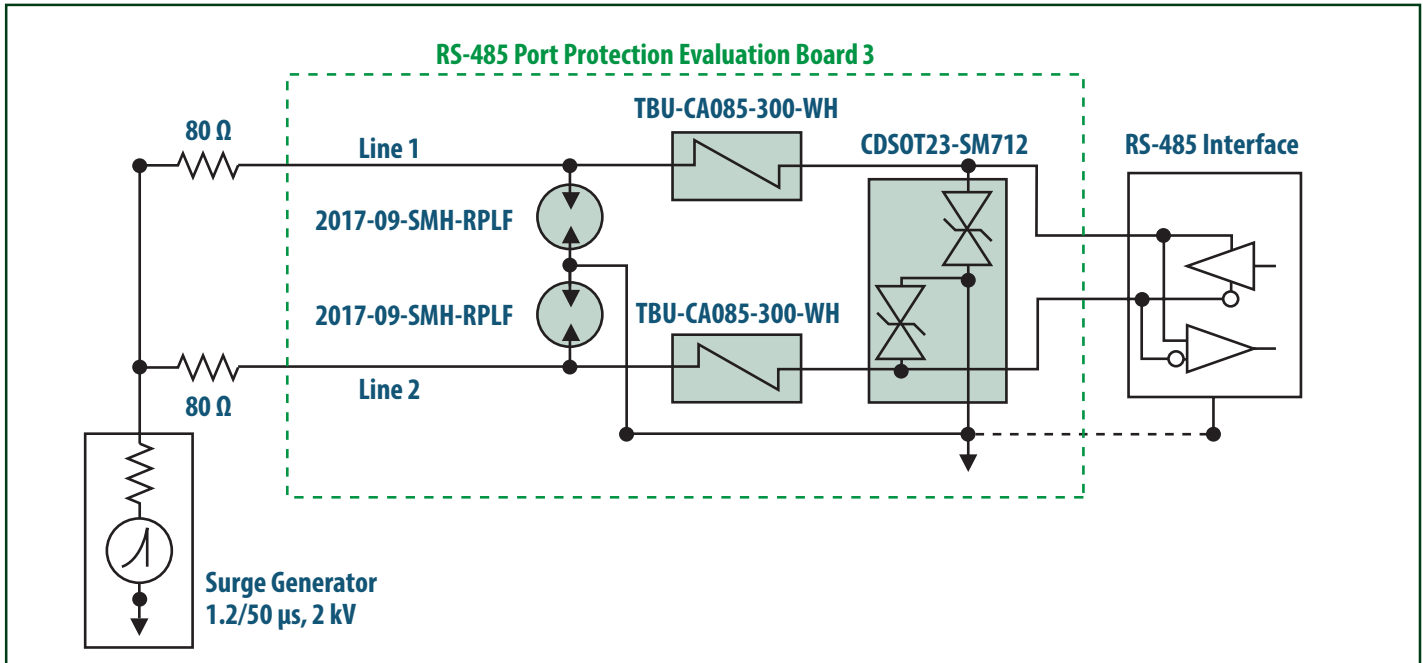 RS-485 Port Protection Evaluation Board 3
TBU-CA085-300-WH
80 Ω
Line 1
CDSOT23-SM712
RS-485 Interface
2017-09-SMH-RPLF
2017-09-SMH-RPLF
TBU-CA085-300-WH
Line 2
80 Ω
Surge Generator
1.2/50 μs, 2 kV